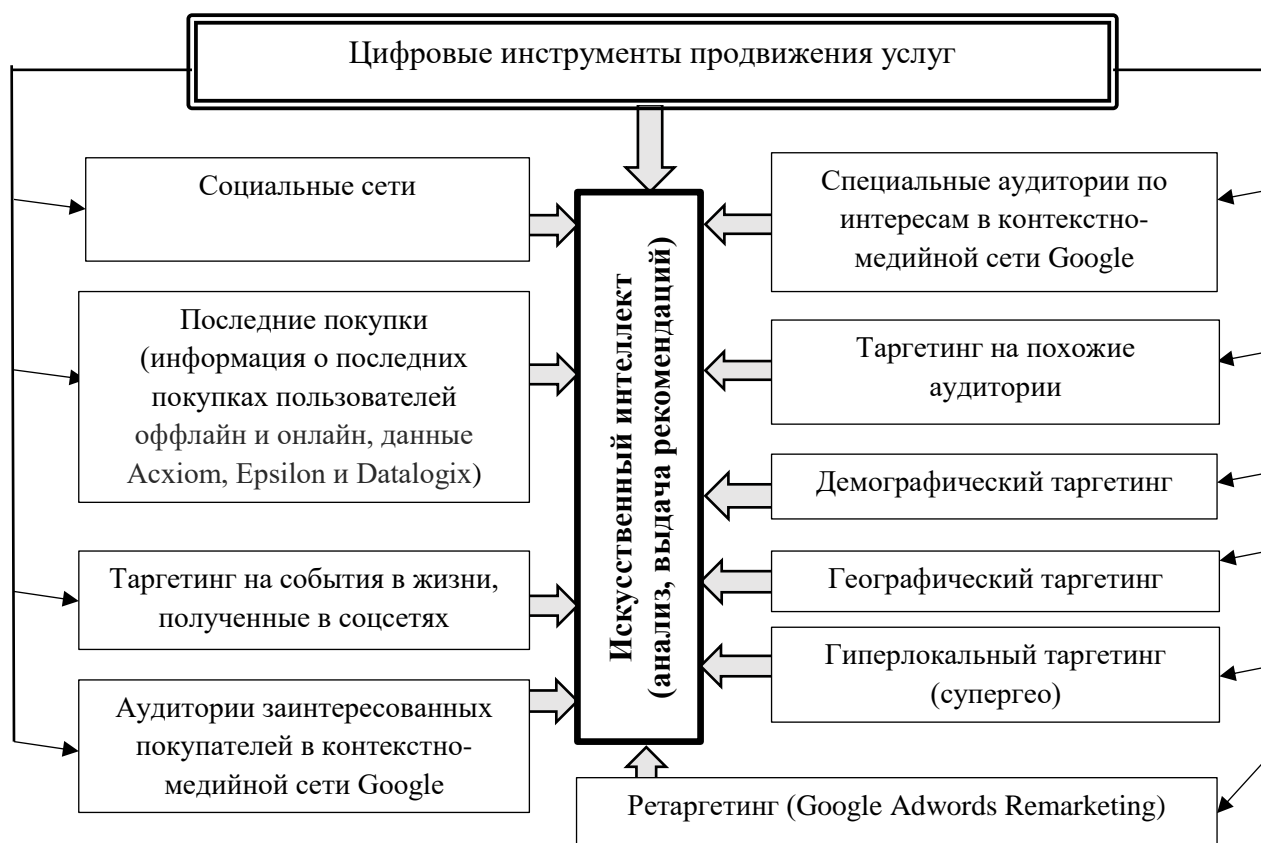 Цифровые инструменты продвижения услуг
Социальные сети
Последние покупки
(информация о последних
покупках пользователей
оффлайн и онлайн, данные
Acxiom, Epsilon и Datalogix)
Таргетинг на события в жизни,
полученные в соцсетях
Аудитории заинтересованных
покупателей в контекстно-
медийной сети Google
Искусственный интеллект
(анализ, выдача рекомендаций)
Специальные аудитории по
интересам в контекстно-
медийной сети Google
Таргетинг на похожие
аудитории
Демографический таргетинг
Географический таргетинг
Гиперлокальный таргетинг
(супергео)
Ретаргетинг (Google Adwords Remarketing)